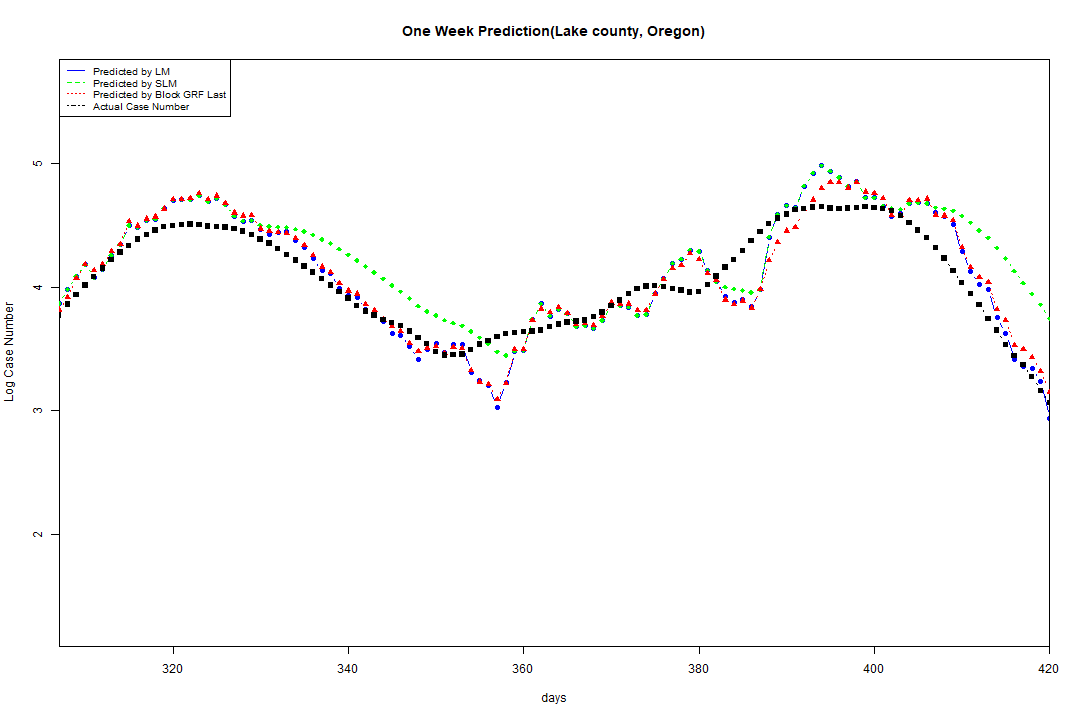 One Week Prediction(Lake county, Oregon)
Predicted by LM
Predicted by SLM
Predicted by Block GRF Last
Actual Case Number
5
4
3
2
Log Case Number
320 340 360 380 400 420
days